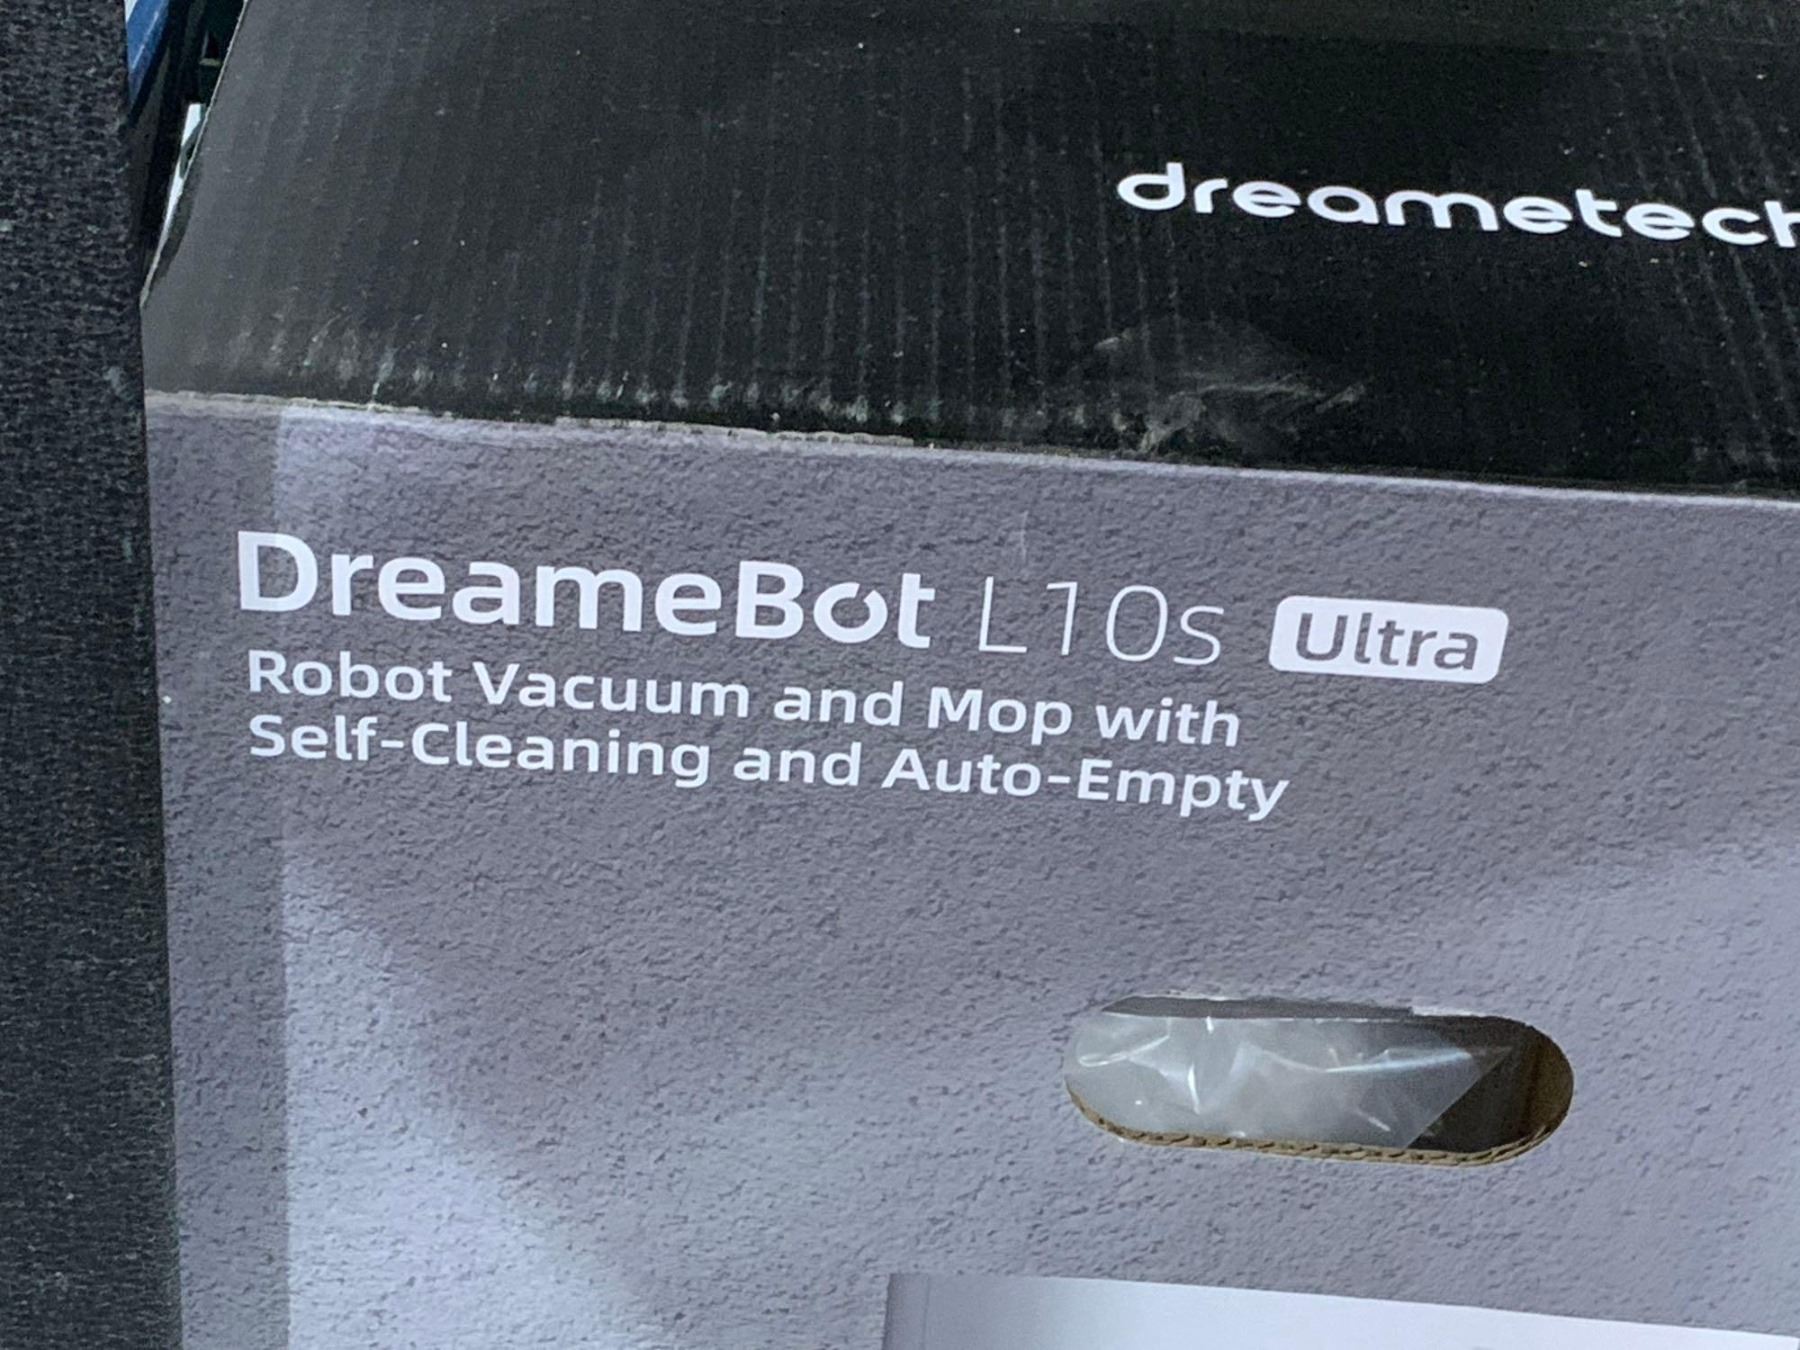 dreametech
DreameBot L10s Ultra
Robot Vacuum and Mop with
Self-Cleaning and Auto-Empty